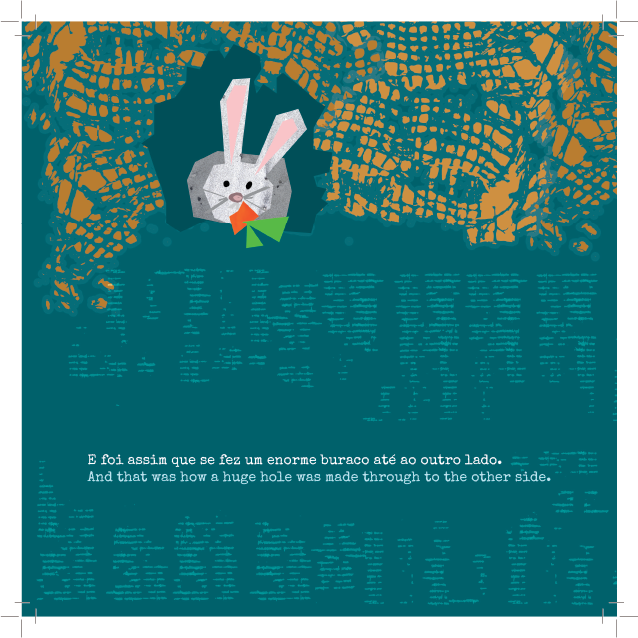 E foi assim que se fez um enorme buraco até ao outro lado.
And that was how a huge hole was made through to the other side.